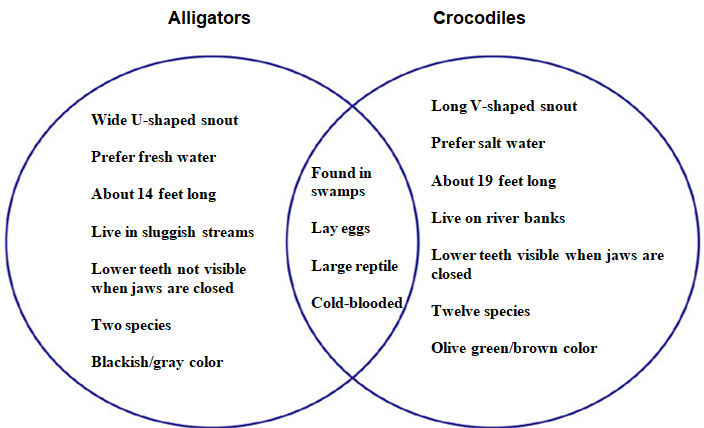 Alligators
Crocodiles
Wide U-shaped snout
Prefer fresh water
About 14 feet long
Live in sluggish streams
Lower teeth not visible
when jaws are closed
Two species
Blackish/gray color
Found in
swamps
Lay eggs
Large reptile
Cold-blooded
Long V-shaped snout
Prefer salt water
About 19 feet long
Live on river banks
Lower teeth visible when jaws are
closed
Twelve species
Olive green/brown color